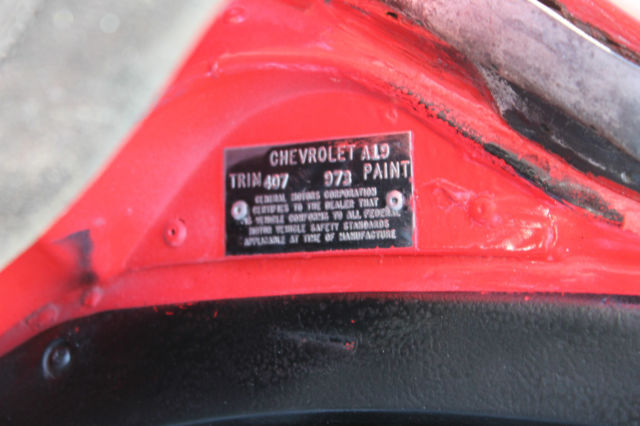 CHEVROLET A19
TRIM 407 973 PAINT
GENERAL MOTORS CORPORATION
CERTIFIES TO THE DEALER THAT
THIS VEHICLE CONFORMS TO ALL FEDERAL
MOTOR VEHICLE SAFETY STANDARDS
APPLICABLE AT TIME OF MANUFACTURE